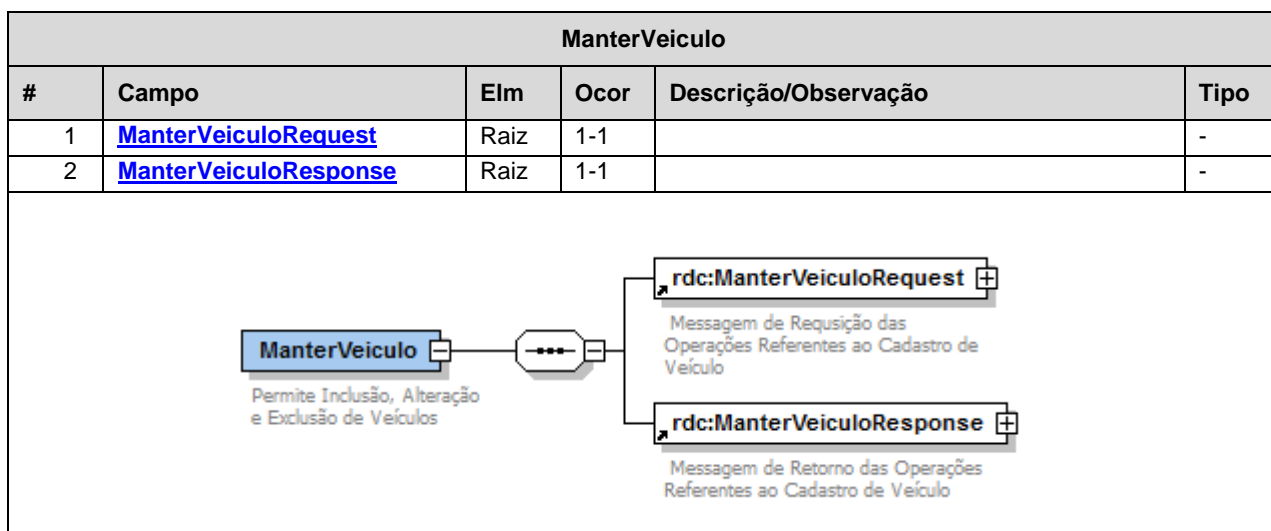 ManterVeiculo
# Campo Elm Ocor Descrição/Observação Tipo
1 ManterVeiculoRequest Raiz 1-1 -
2 ManterVeiculoResponse Raiz 1-1 -
rdc:ManterVeiculoRequest
Messagem de Requsição das
Operações Referentes ao Cadastro de
Veículo
ManterVeiculo
Permite Inclusão, Alteração
e Exclusão de Veículos
rdc:ManterVeiculoResponse
Messagem de Retorno das Operações
Referentes ao Cadastro de Veículo